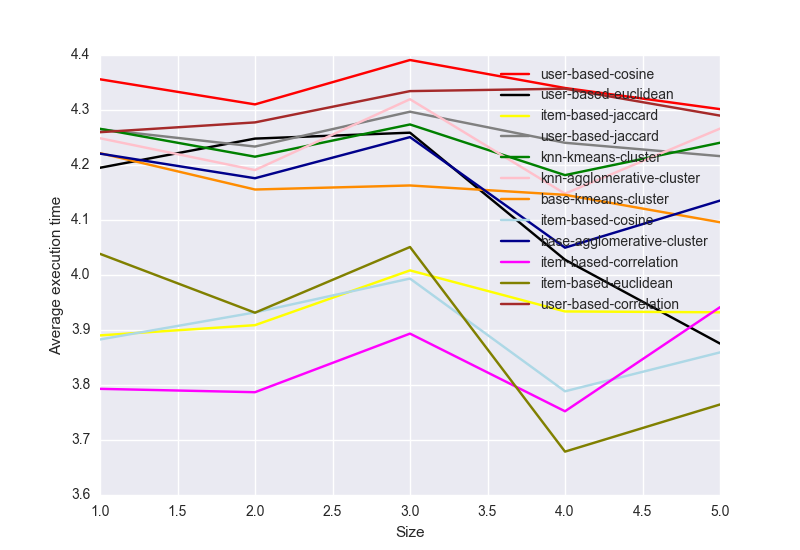 4.4
4.3
4.2
4.1
4.0
3.9
3.8
3.7
3.6
Average execution time
user-based-cosine
user-based-euclidean
item-based-jaccard
user-based-jaccard
knn-kmeans-cluster
knn-agglomerative-cluster
base-kmeans-cluster
item-based-cosine
base-agglomerative-cluster
item-based-correlation
item-based-euclidean
user-based-correlation
1.0 1.5 2.0 2.5 3.0 3.5 4.0 4.5 5.0
Size